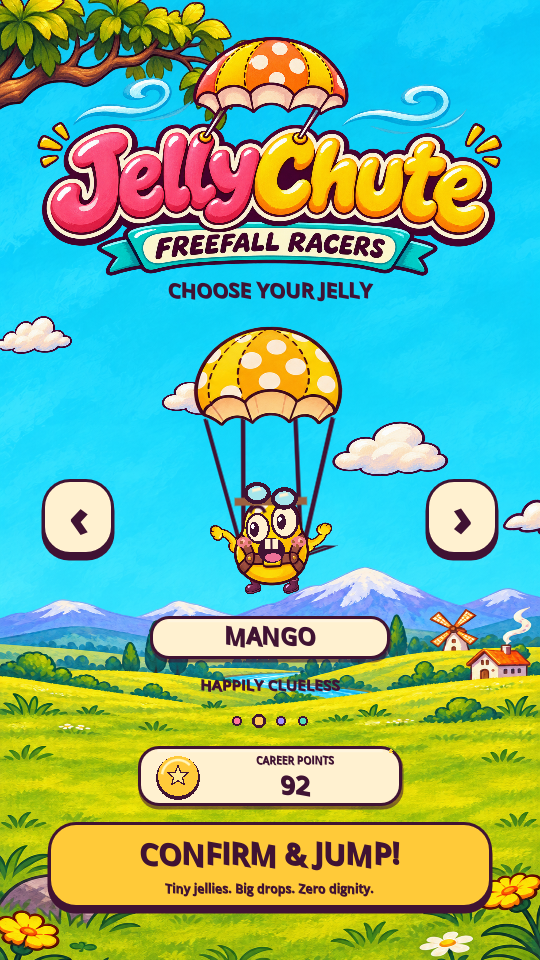 JellyChute
FREEFALL RACERS
CHOOSE YOUR JELLY
MANGO
HAPPILY CLUELESS
CAREER POINTS
92
CONFIRM & JUMP!
Tiny jellies. Big drops. Zero dignity.